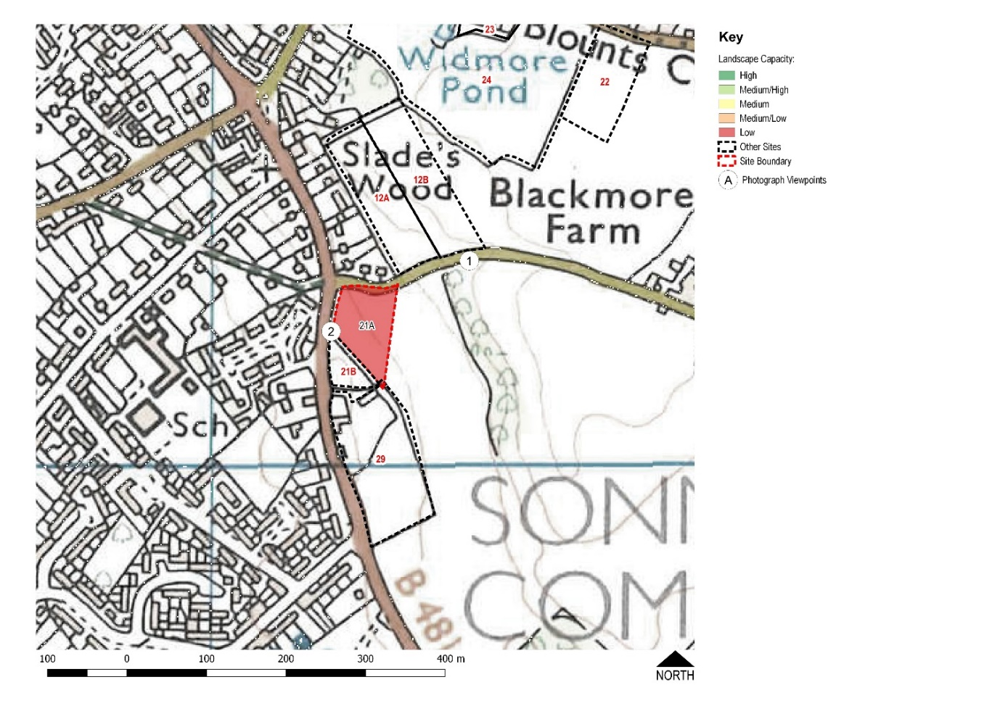 23
Blounts C
Widmore
Pond
24
22
Slade's
Wood
12A
12B
Blackmore
Farm
1
21A
2
21B
Sch
29
SONN
COM
B 481
100 0 100 200 300 400 m
NORTH
Key
Landscape Capacity:
High
Medium/High
Medium
Medium/Low
Low
Other Sites
Site Boundary
A Photograph Viewpoints